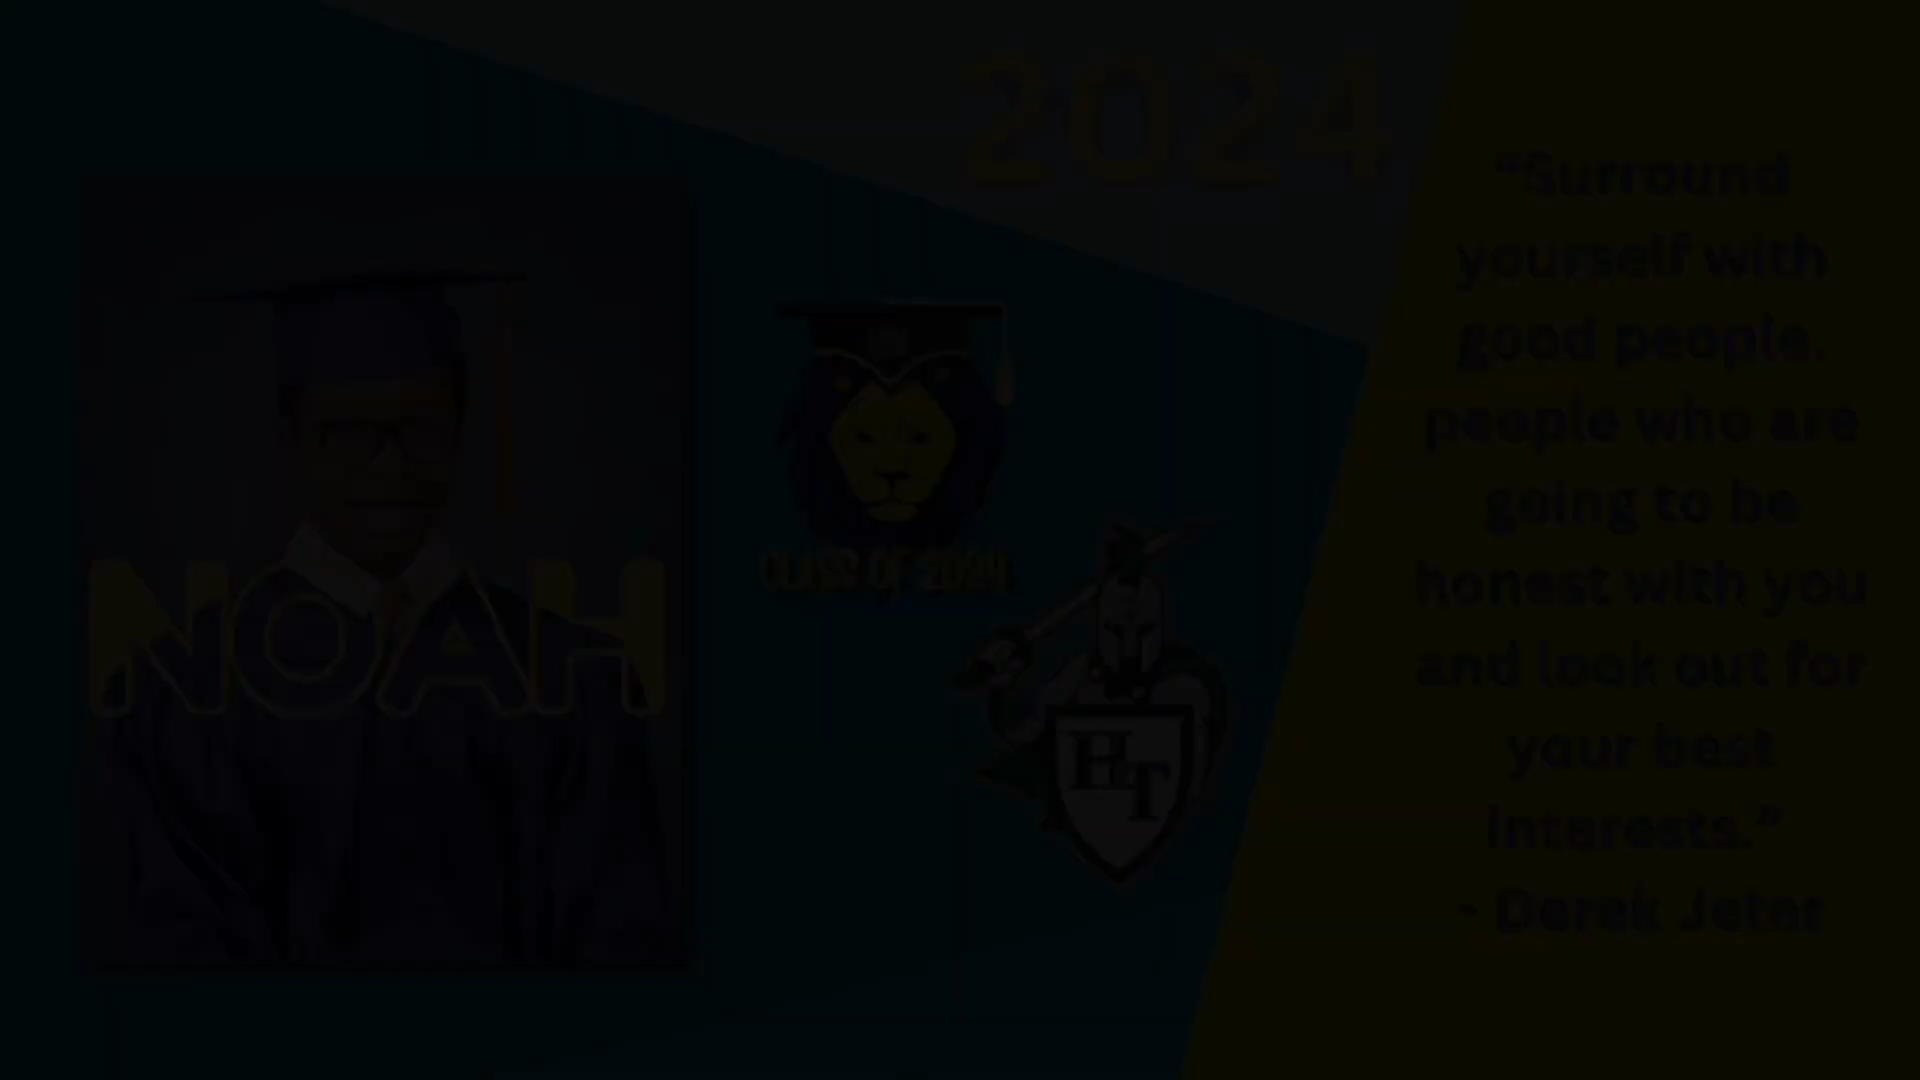 2024
"Surround
yourself with
good people,
people who are
going to be
honest with you
and look out for
your best
interests."
- Derek Jeter
NOAH
CLASS OF 2024
HT